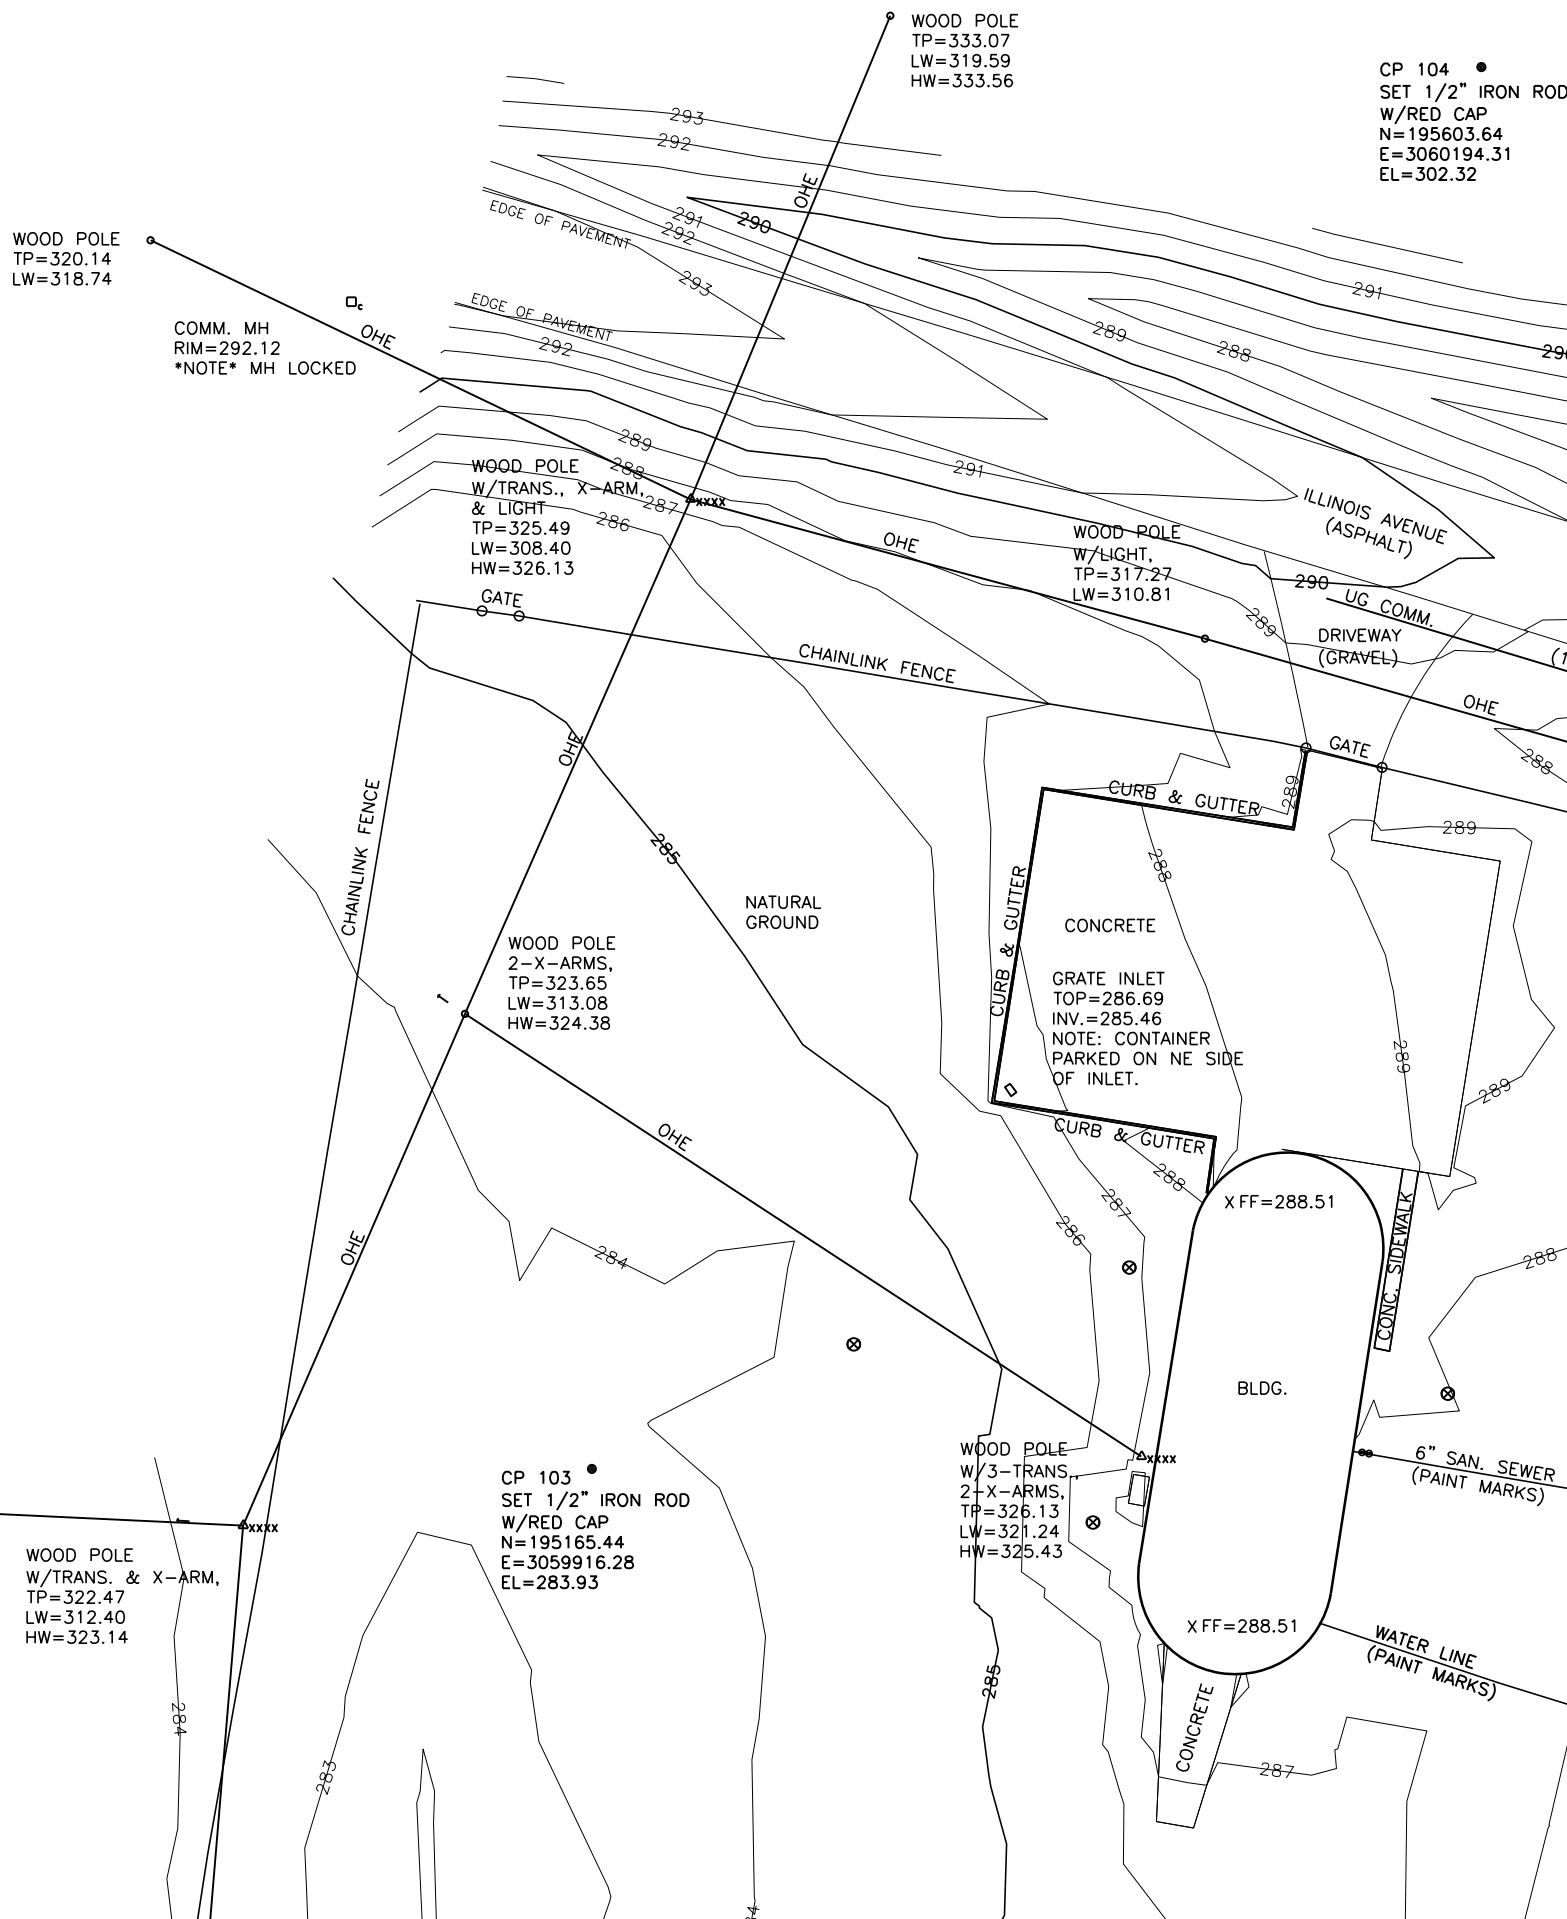 WOOD POLE
TP=333.07
LW=319.59
HW=333.56
CP 104
SET 1/2" IRON ROD
W/RED CAP
N=195603.64
E=3060194.31
EL=302.32
293
292
OHE
EDGE OF PAVEMENT
291
290
292
293
WOOD POLE
TP=320.14
LW=318.74
C
COMM. MH
RIM=292.12
*NOTE* MH LOCKED
OHE
EDGE OF PAVEMENT
292
291
289
288
290
289
288
287
286
WOOD POLE
W/TRANS., X-ARM,
& LIGHT
TP=325.49
LW=308.40
HW=326.13
xxxx
291
ILLINOIS AVENUE
(ASPHALT)
OHE
WOOD POLE
W/LIGHT,
TP=317.27
LW=310.81
290
UG COMM.
289
DRIVEWAY
(GRAVEL)
GATE
CHAINLINK FENCE
OHE
GATE
288
OHE
CURB & GUTTER
289
289
CHAINLINK FENCE
285
288
NATURAL
GROUND
CURB & GUTTER
CONCRETE
WOOD POLE
2-X-ARMS,
TP=323.65
LW=313.08
HW=324.38
GRATE INLET
TOP=286.69
INV.=285.46
NOTE: CONTAINER
PARKED ON NE SIDE
OF INLET.
289
289
OHE
CURB & GUTTER
288
287
286
X FF=288.51
CONC. SIDEWALK
OHE
284
288
BLDG.
WOOD POLE
W/3-TRANS.,
2-X-ARMS,
TP=326.13
LW=321.24
HW=325.43
xxxx
6" SAN. SEWER
(PAINT MARKS)
CP 103
SET 1/2" IRON ROD
W/RED CAP
N=195165.44
E=3059916.28
EL=283.93
xxxx
WOOD POLE
W/TRANS. & X-ARM,
TP=322.47
LW=312.40
HW=323.14
X FF=288.51
WATER LINE
(PAINT MARKS)
285
284
283
CONCRETE
287